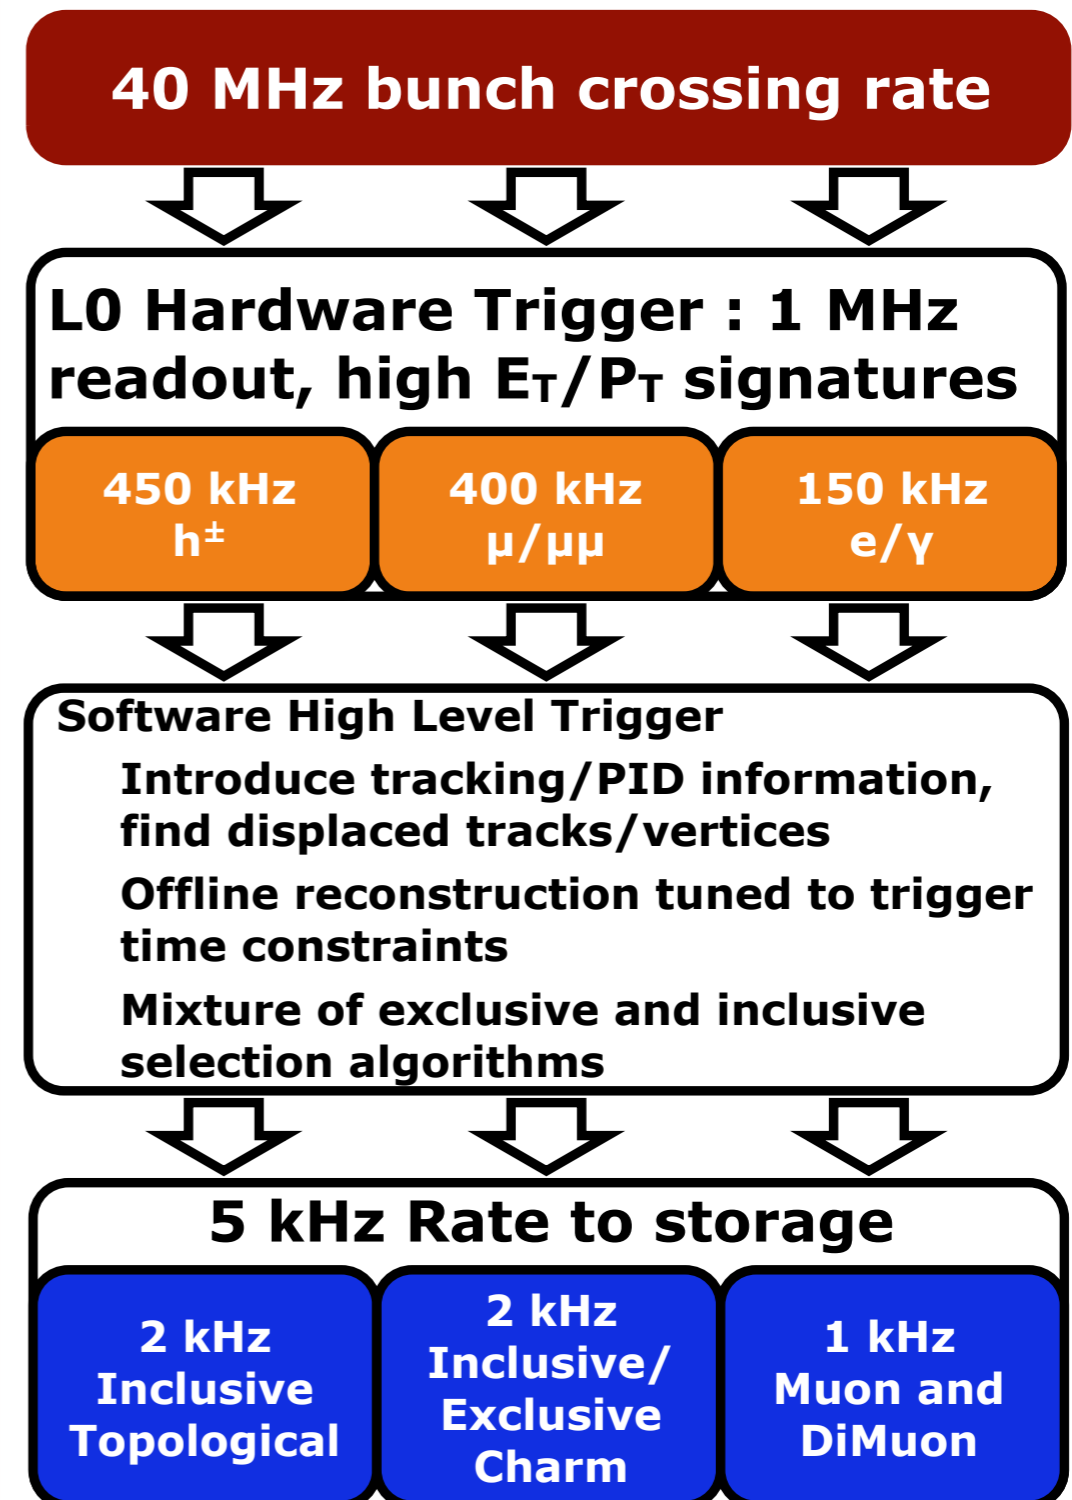 40 MHz bunch crossing rate
L0 Hardware Trigger : 1 MHz
readout, high E_T/P_T signatures
450 kHz
h±
400 kHz
μ/μμ
150 kHz
e/γ
Software High Level Trigger
Introduce tracking/PID information,
find displaced tracks/vertices
Offline reconstruction tuned to trigger
time constraints
Mixture of exclusive and inclusive
selection algorithms
5 kHz Rate to storage
2 kHz
Inclusive
Topological
2 kHz
Inclusive/
Exclusive
Charm
1 kHz
Muon and
DiMuon